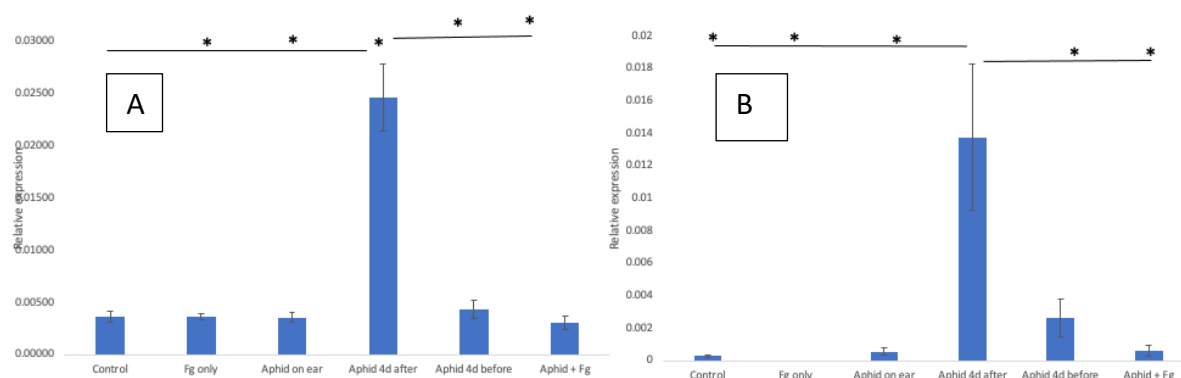 A
Relative expression
0.03000
0.02500
0.02000
0.01500
0.01000
0.00500
0.00000
Control
Fg only
Aphid on ear
Aphid 4d after
Aphid 4d before
Aphid + Fg
* * * * *
B
Relative expression
0.02
0.018
0.016
0.014
0.012
0.01
0.008
0.006
0.004
0.002
0
Control
Fg only
Aphid on ear
Aphid 4d after
Aphid 4d before
Aphid + Fg
* * * * *